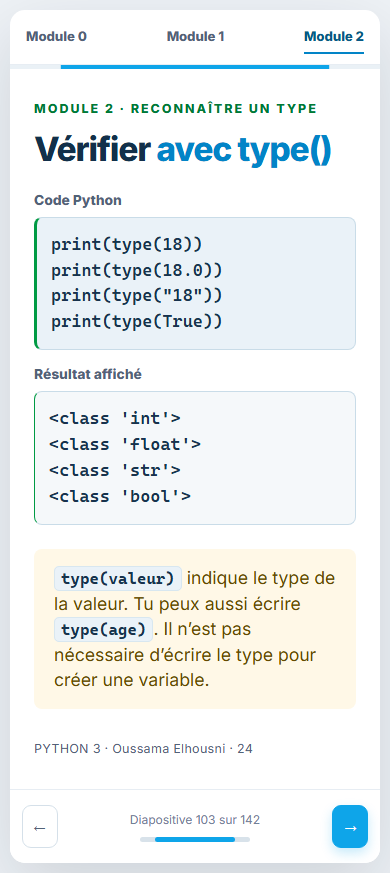 Module 0 Module 1 Module 2
MODULE 2 · RECONNAÎTRE UN TYPE
Vérifier avec type()
Code Python
print(type(18))
print(type(18.0))
print(type("18"))
print(type(True))
Résultat affiché
<class 'int'>
<class 'float'>
<class 'str'>
<class 'bool'>
type(valeur) indique le type de
la valeur. Tu peux aussi écrire
type(age). Il n’est pas
nécessaire d’écrire le type pour
créer une variable.
PYTHON 3 · Oussama Elhousni · 24
Diapositive 103 sur 142
← →